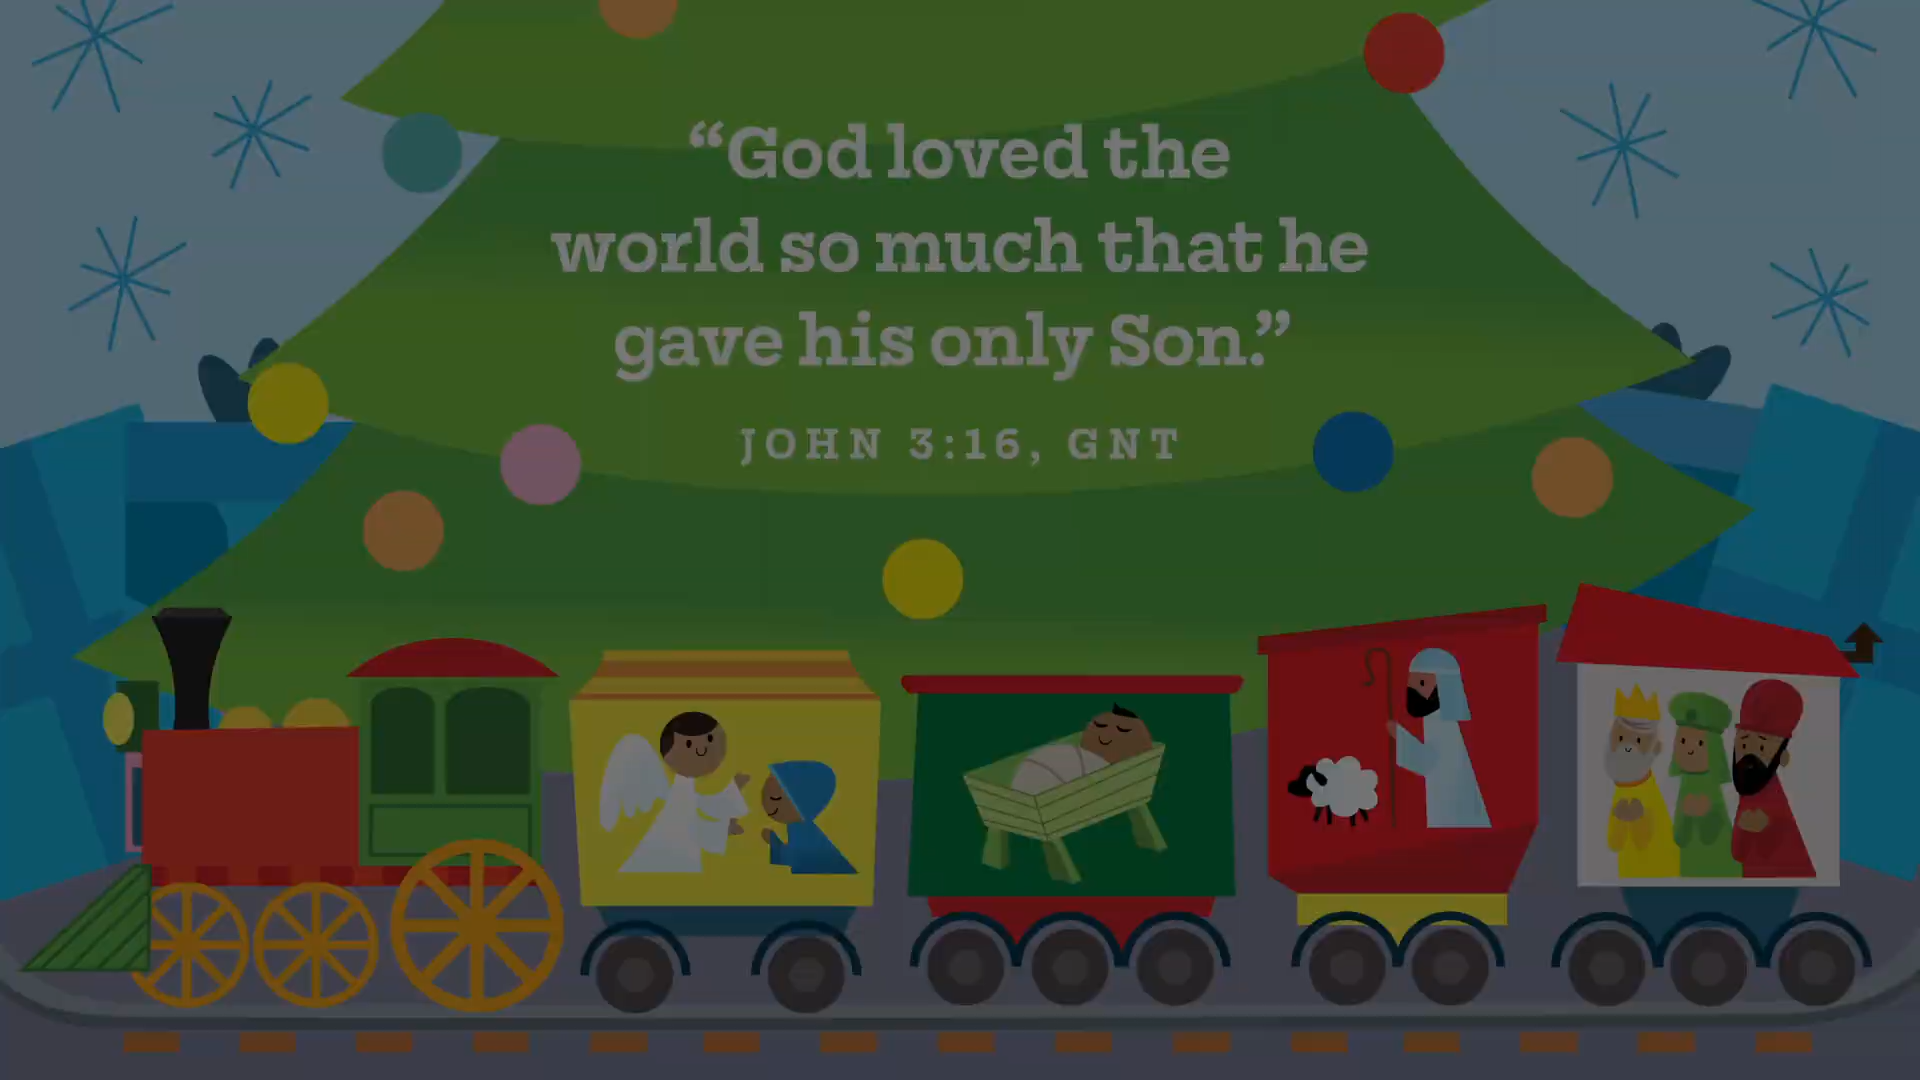 “God loved the
world so much that he
gave his only Son.”
JOHN 3:16, GNT